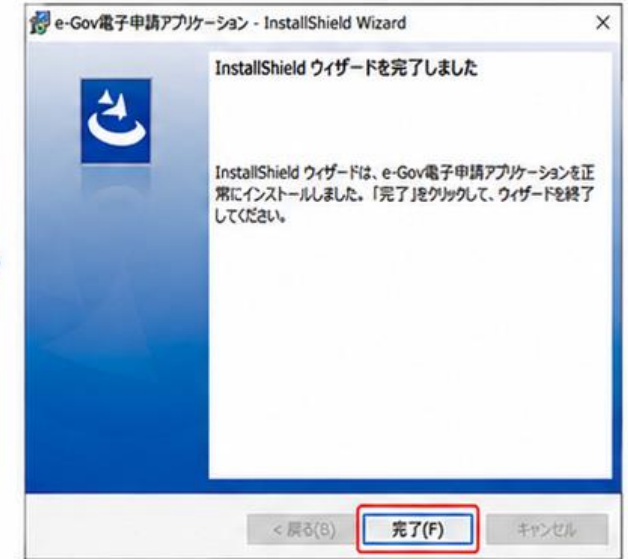 e-Gov電子申請アプリケーション - InstallShield Wizard
InstallShield ウィザードを完了しました
InstallShield ウィザードは、e-Gov電子申請アプリケーションを正
常にインストールしました。「完了」をクリックして、ウィザードを終了
してください。
< 戻る(B) 完了(F) キャンセル